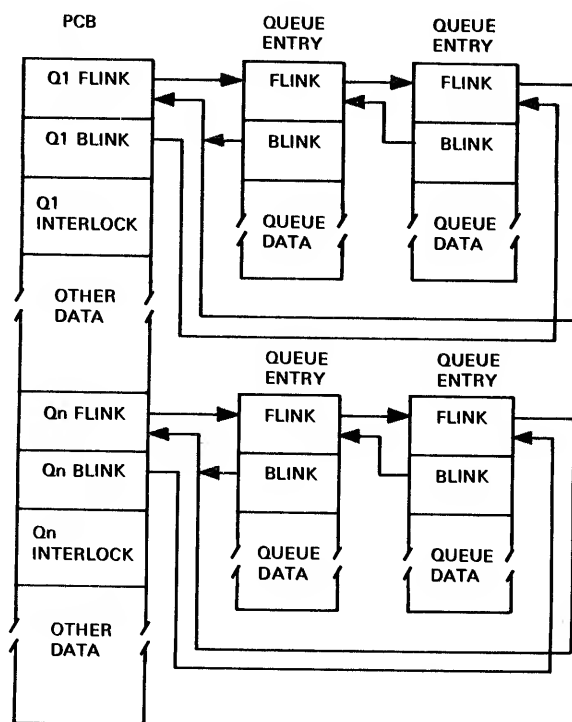 PCB
Q1 FLINK
Q1 BLINK
Q1
INTERLOCK
OTHER
DATA
Qn FLINK
Qn BLINK
Qn
INTERLOCK
OTHER
DATA
QUEUE
ENTRY
FLINK
BLINK
QUEUE
DATA
QUEUE
ENTRY
FLINK
BLINK
QUEUE
DATA
QUEUE
ENTRY
FLINK
BLINK
QUEUE
DATA
QUEUE
ENTRY
FLINK
BLINK
QUEUE
DATA